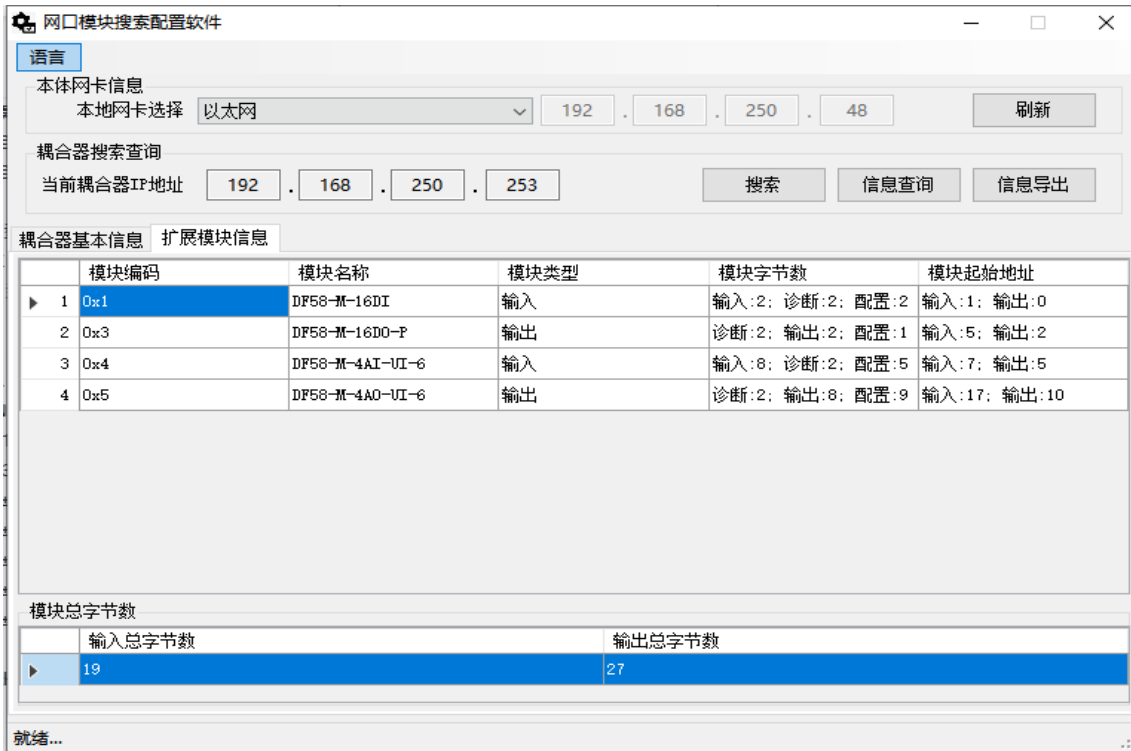 网口模块搜索配置软件
语言
本体网卡信息
本地网卡选择 以太网 192 . 168 . 250 . 48 刷新
耦合器搜索查询
当前耦合器IP地址 192 . 168 . 250 . 253 搜索 信息查询 信息导出
耦合器基本信息 扩展模块信息
模块编码 模块名称 模块类型 模块字节数 模块起始地址
1 0x1 DF58-M-16DI 输入 输入:2; 诊断:2; 配置:2 输入:1; 输出:0
2 0x3 DF58-M-16DO-P 输出 诊断:2; 输出:2; 配置:1 输入:5; 输出:2
3 0x4 DF58-M-4AI-UI-6 输入 输入:8; 诊断:2; 配置:5 输入:7; 输出:5
4 0x5 DF58-M-4AO-UI-6 输出 诊断:2; 输出:8; 配置:9 输入:17; 输出:10
模块总字节数
输入总字节数 输出总字节数
19 27
就绪...